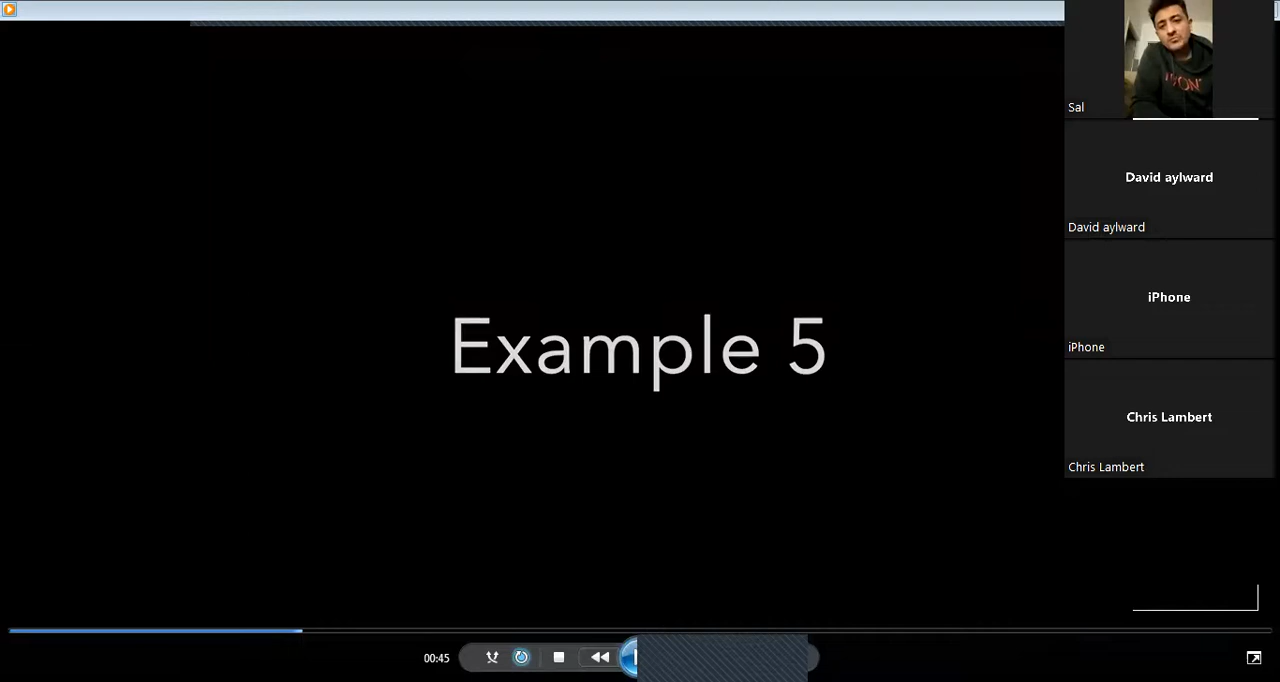 Sal
David aylward
David aylward
iPhone
iPhone
Chris Lambert
Chris Lambert
Example 5
00:45